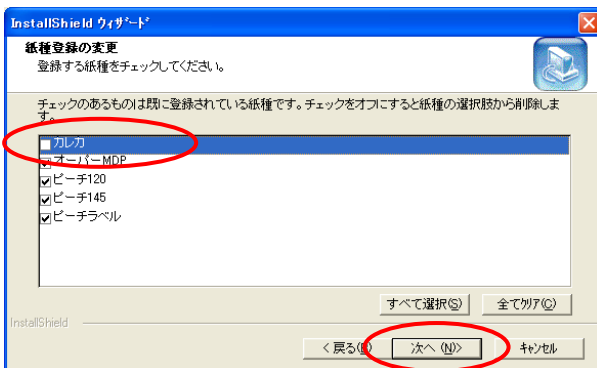 InstallShield ウィザード
紙種登録の変更
登録する紙種をチェックしてください。
チェックのあるものは既に登録されている紙種です。チェックをオフにすると紙種の選択肢から削除しま
す。
カレカ
オーパーMDP
ピーチ120
ピーチ145
ピーチラベル
すべて選択(S)
全てクリア(C)
InstallShield
< 戻る(B)
次へ (N)>
キャンセル